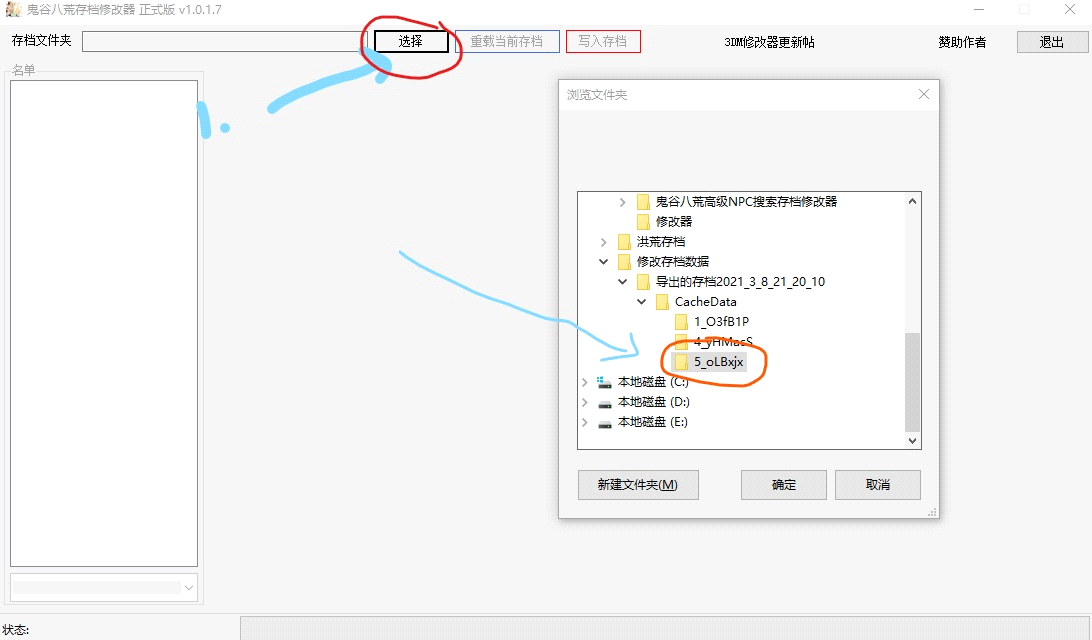 鬼谷八荒存档修改器 正式版 v1.0.1.7
存档文件夹 选择 重载当前存档 写入存档 3DM修改器更新帖 赞助作者 退出
名单
1.
浏览文件夹
鬼谷八荒高级NPC搜索存档修改器
修改器
洪荒存档
修改存档数据
导出的存档2021_3_8_21_20_10
CacheData
1_O3fB1P
4_yHMacS
5_oLBxjx
本地磁盘 (C:)
本地磁盘 (D:)
本地磁盘 (E:)
新建文件夹(M) 确定 取消
状态: